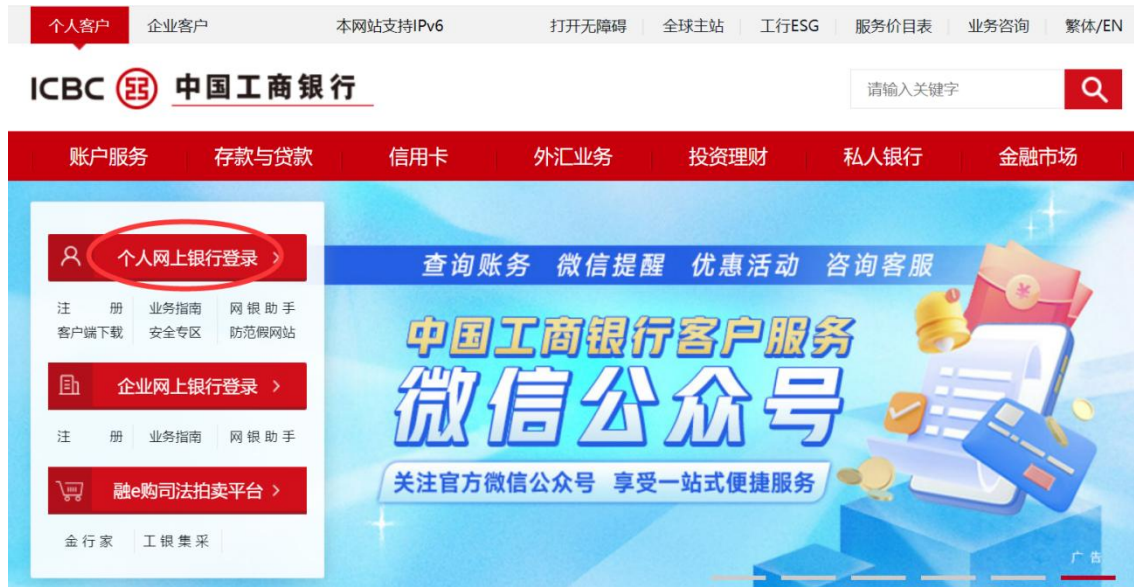 个人客户 企业客户 本网站支持IPv6 打开无障碍 全球主站 工行ESG 服务价目表 业务咨询 繁体/EN
ICBC 中国工商银行 请输入关键字
账户服务 存款与贷款 信用卡 外汇业务 投资理财 私人银行 金融市场
个人网上银行登录 >
注 册 业务指南 网银助手
客户端下载 安全专区 防范假网站
企业网上银行登录 >
注 册 业务指南 网银助手
融e购司法拍卖平台 >
金行家 工银集采
查询账务 微信提醒 优惠活动 咨询客服
中国工商银行客户服务
微信公众号
关注官方微信公众号 享受一站式便捷服务
广告